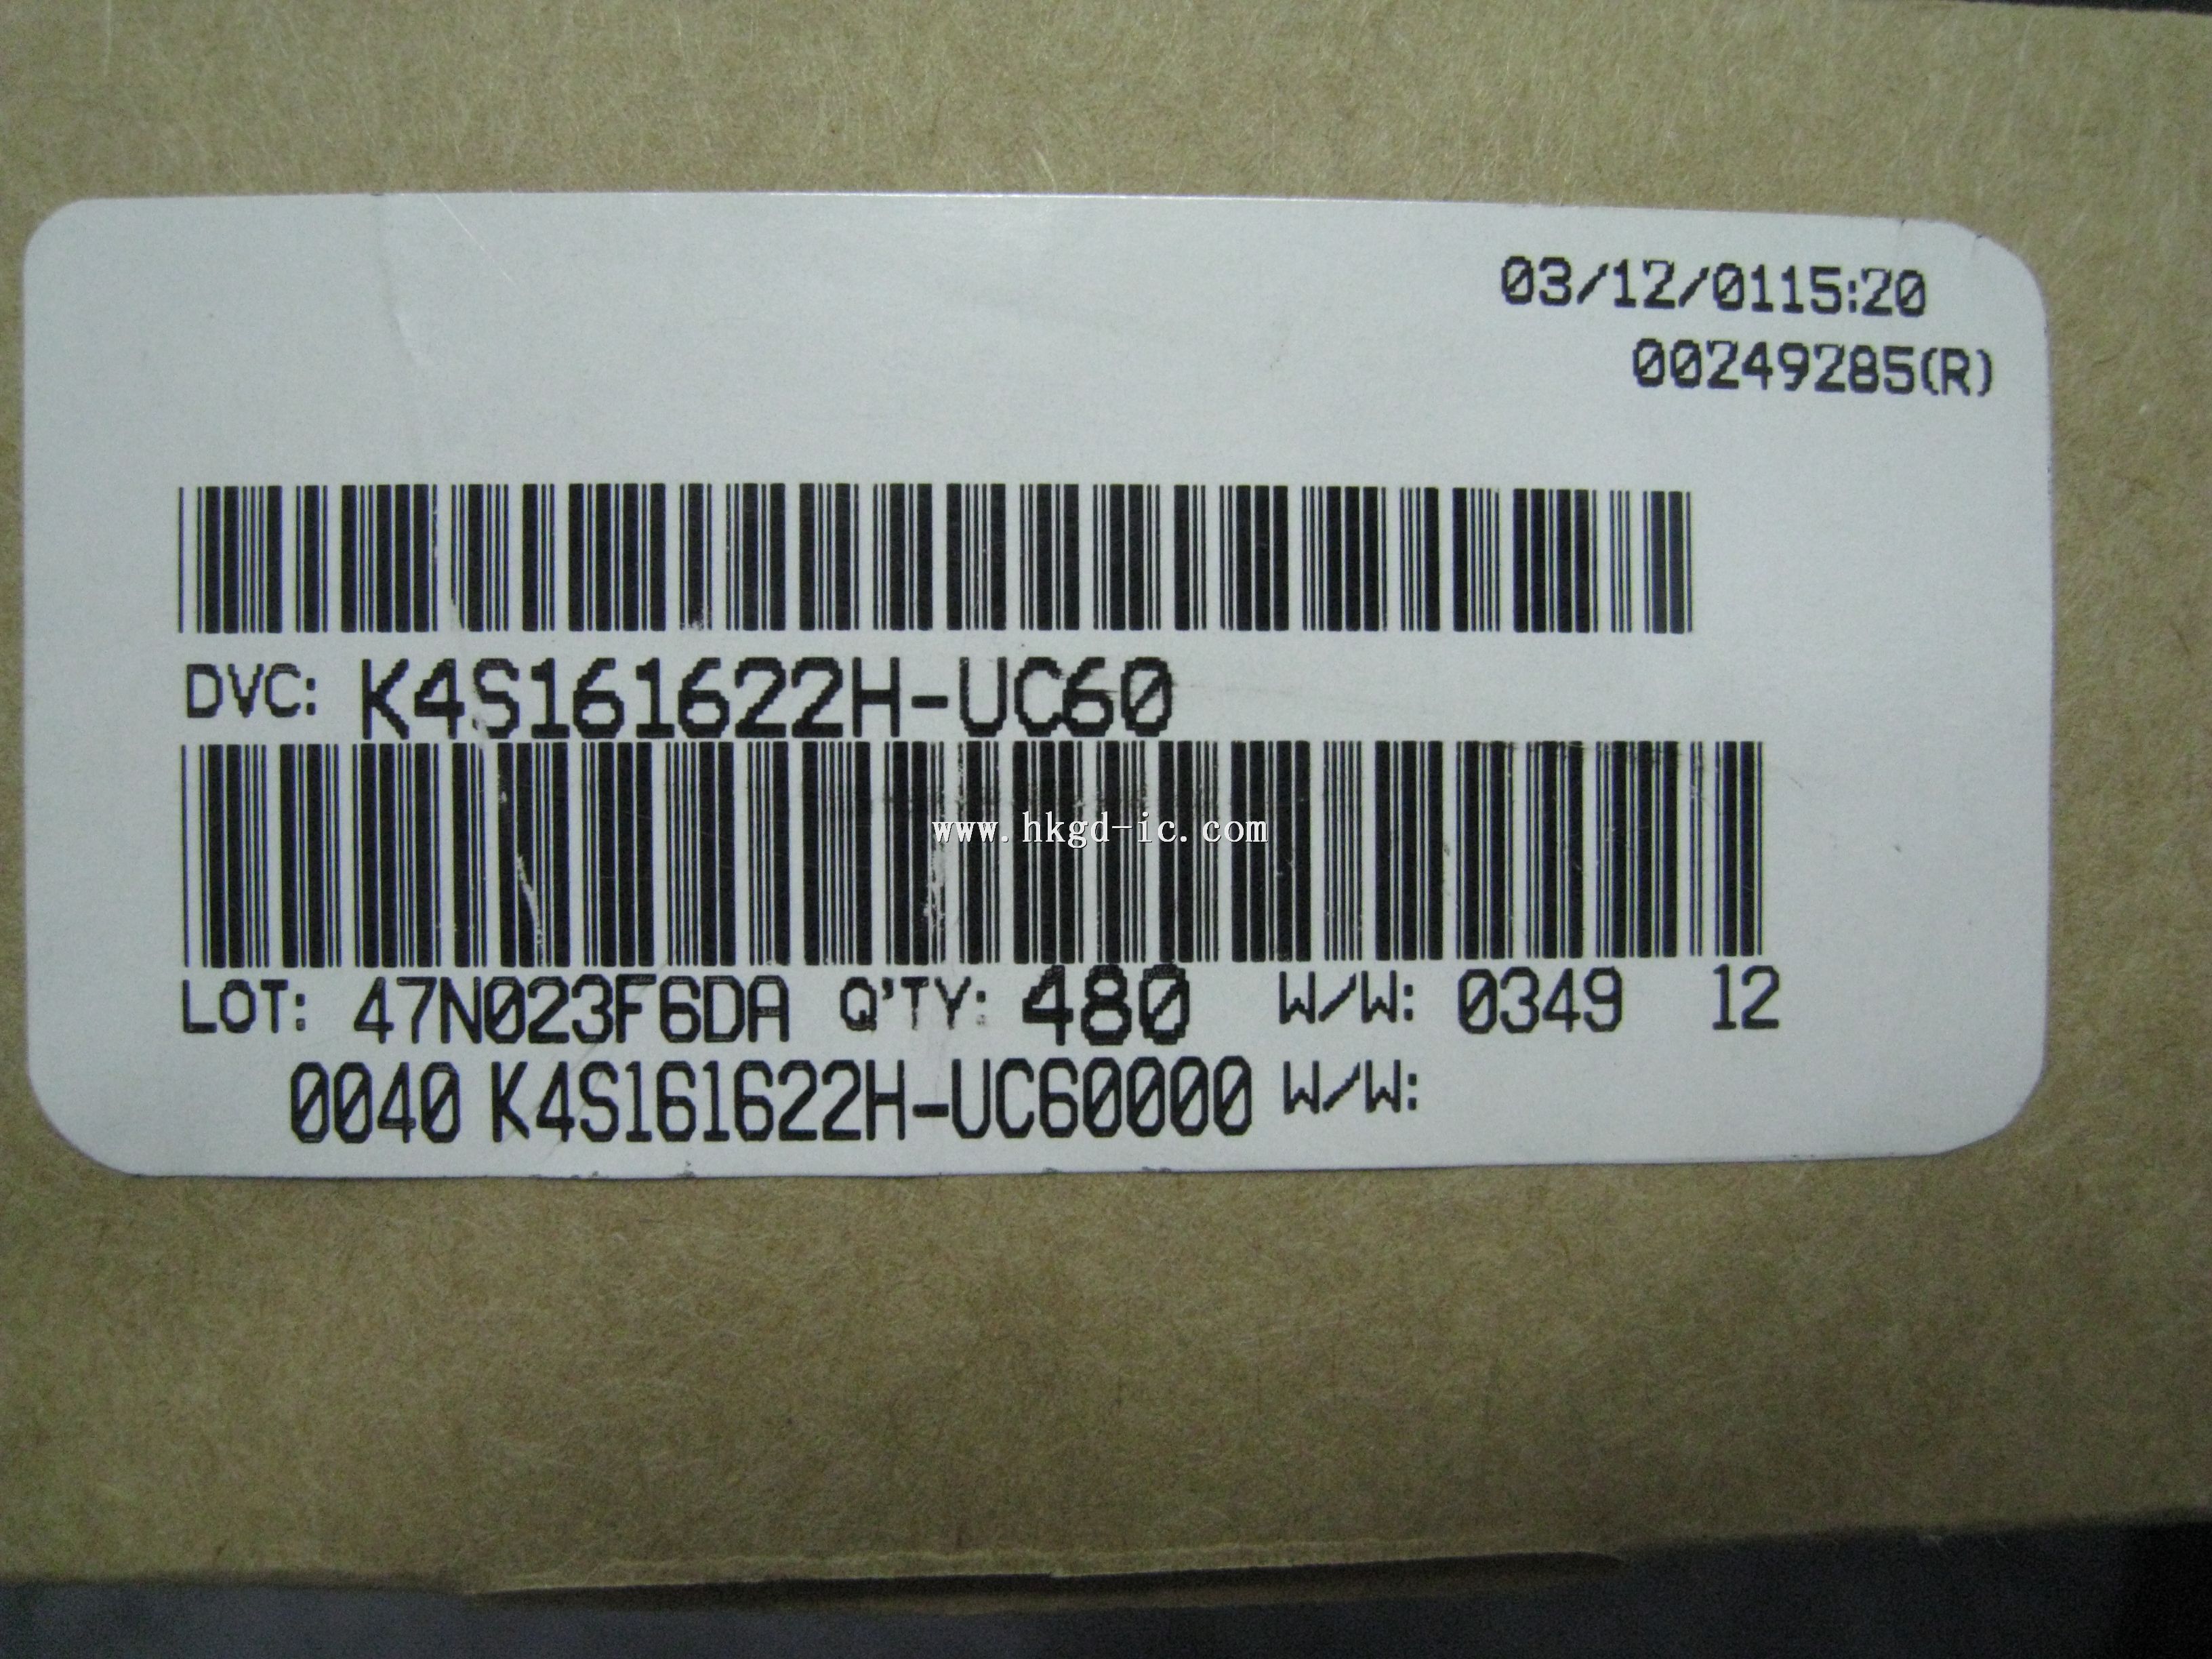 03/12/0115:20
00249285(R)
DVC: K4S161622H-UC60
www.hkgd-ic.com
LOT: 47N023F6DA Q'TY: 480 W/W: 0349 12
0040 K4S161622H-UC60000 W/W: